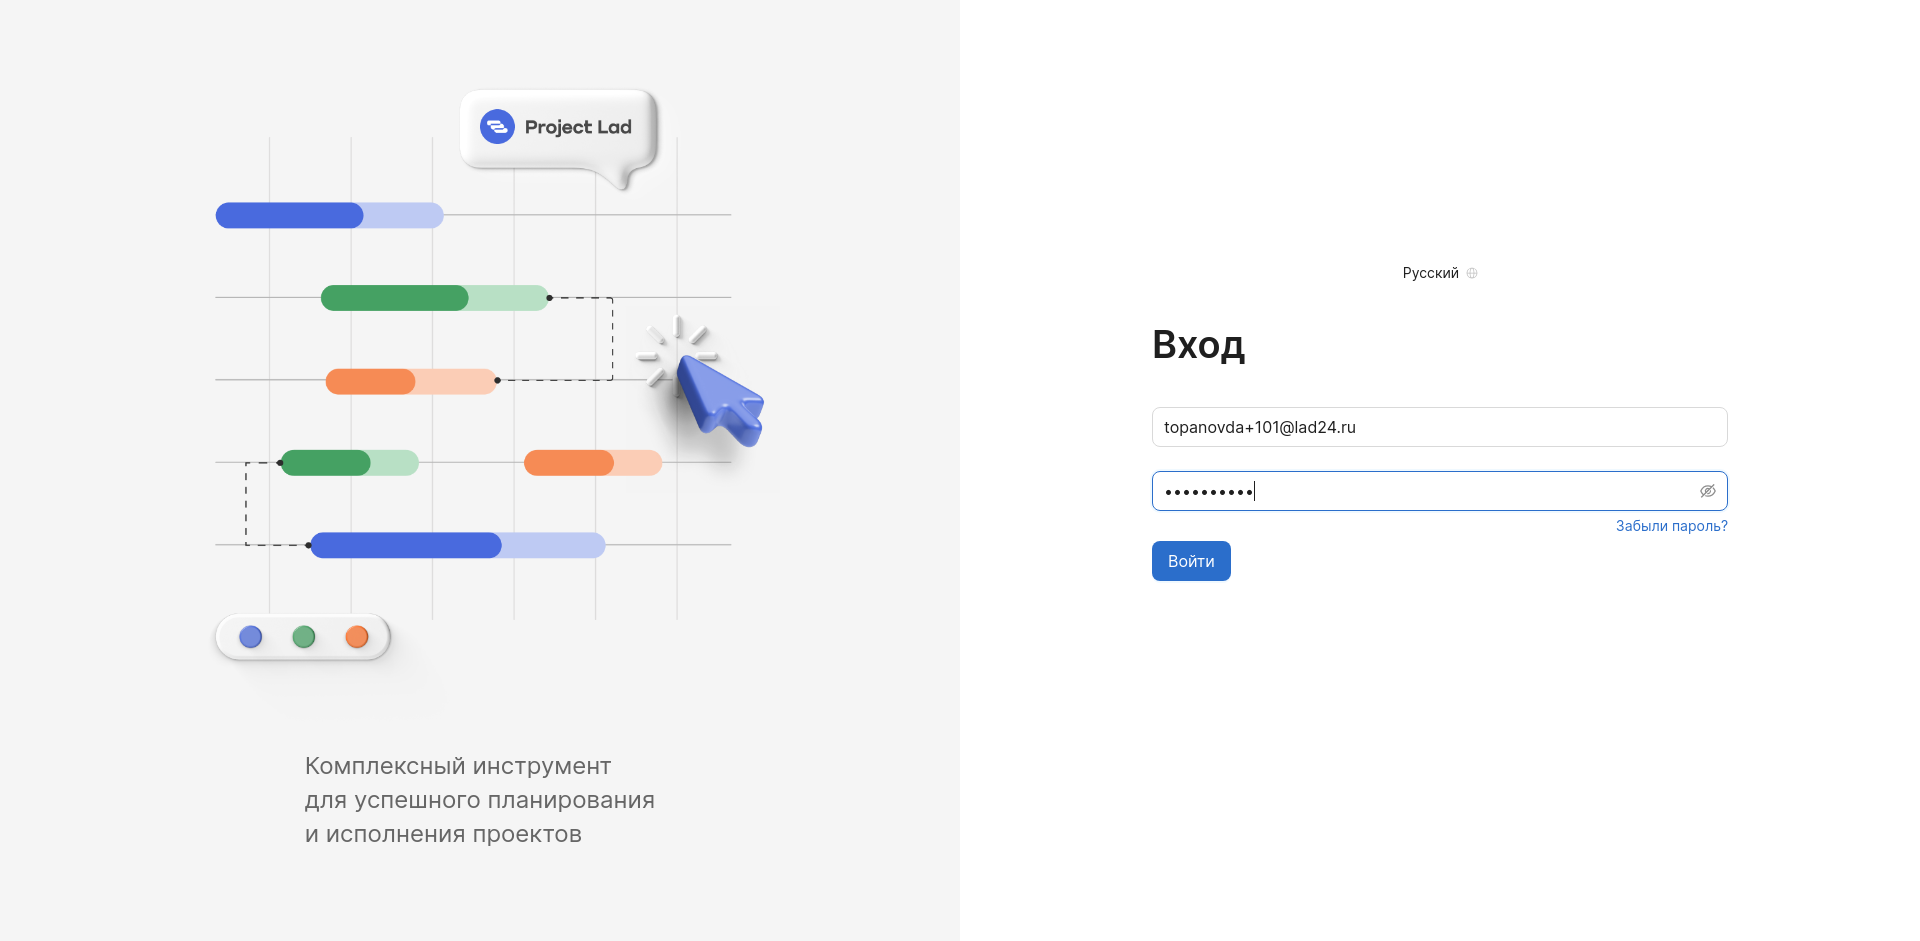 Project Lad
Комплексный инструмент
для успешного планирования
и исполнения проектов
Русский
Вход
topanovda+101@lad24.ru
••••••••••
Забыли пароль?
Войти